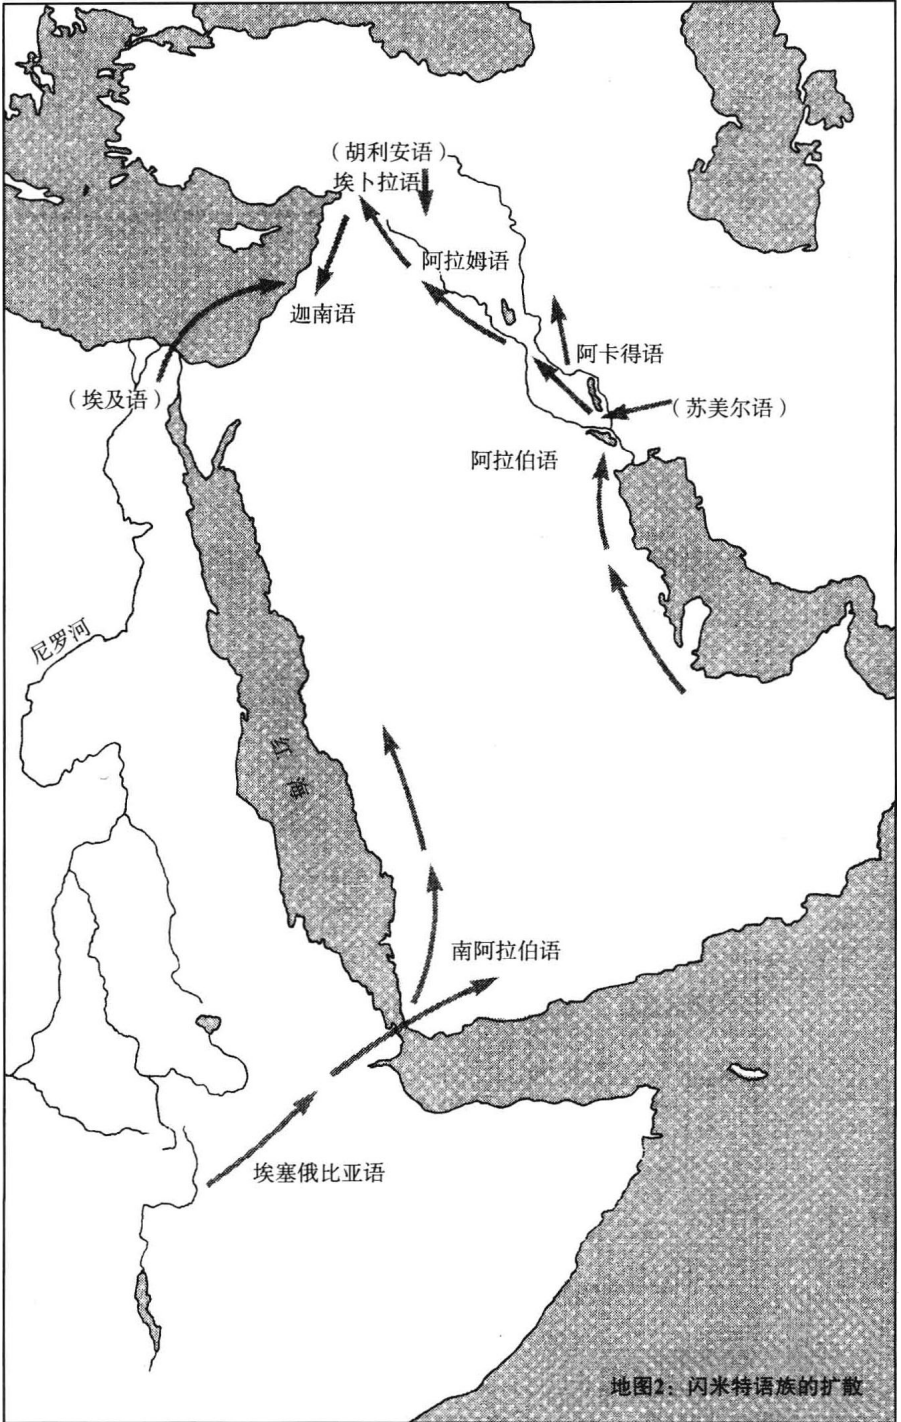 （胡利安语）
埃卜拉语
阿拉姆语
迦南语
阿卡得语
（埃及语）
（苏美尔语）
阿拉伯语
尼罗河
红海
南阿拉伯语
埃塞俄比亚语
地图2：闪米特语族的扩散